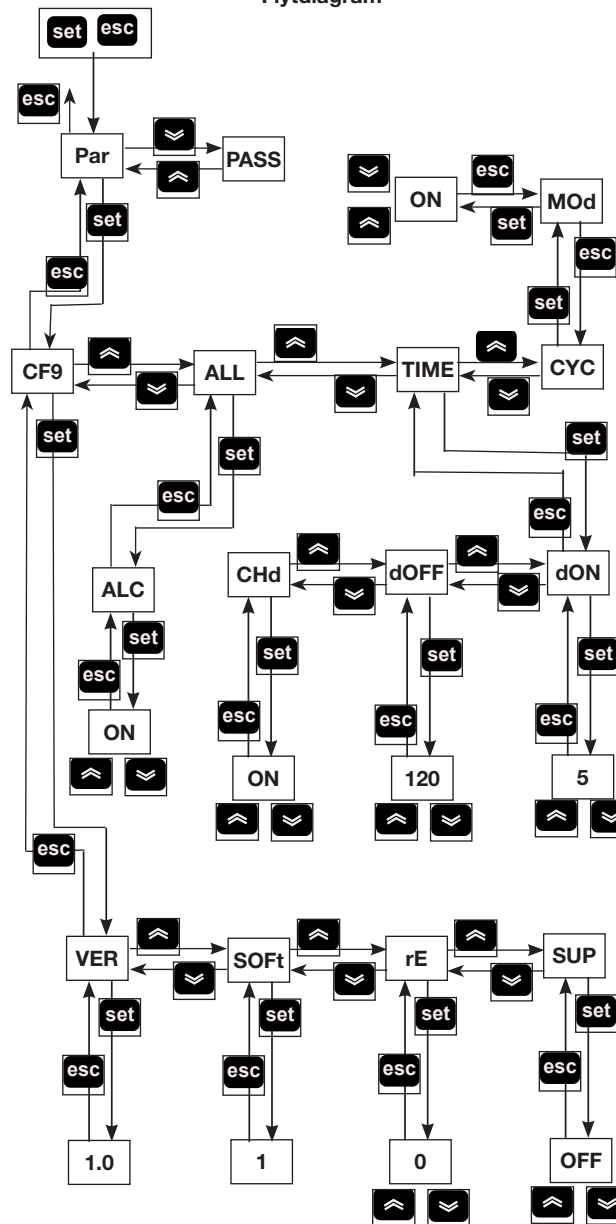 Flytdiagram
set esc
esc
Par
PASS
set
esc
ON
esc
set
MOd
esc
set
CF9
ALL
TIME
CYC
set
set
set
esc
esc
ALC
set
esc
ON
CHd
dOFF
dON
set
set
set
esc
esc
esc
ON
120
5
esc
VER
SOFt
rE
SUP
set
set
set
set
esc
esc
esc
esc
1.0
1
0
OFF